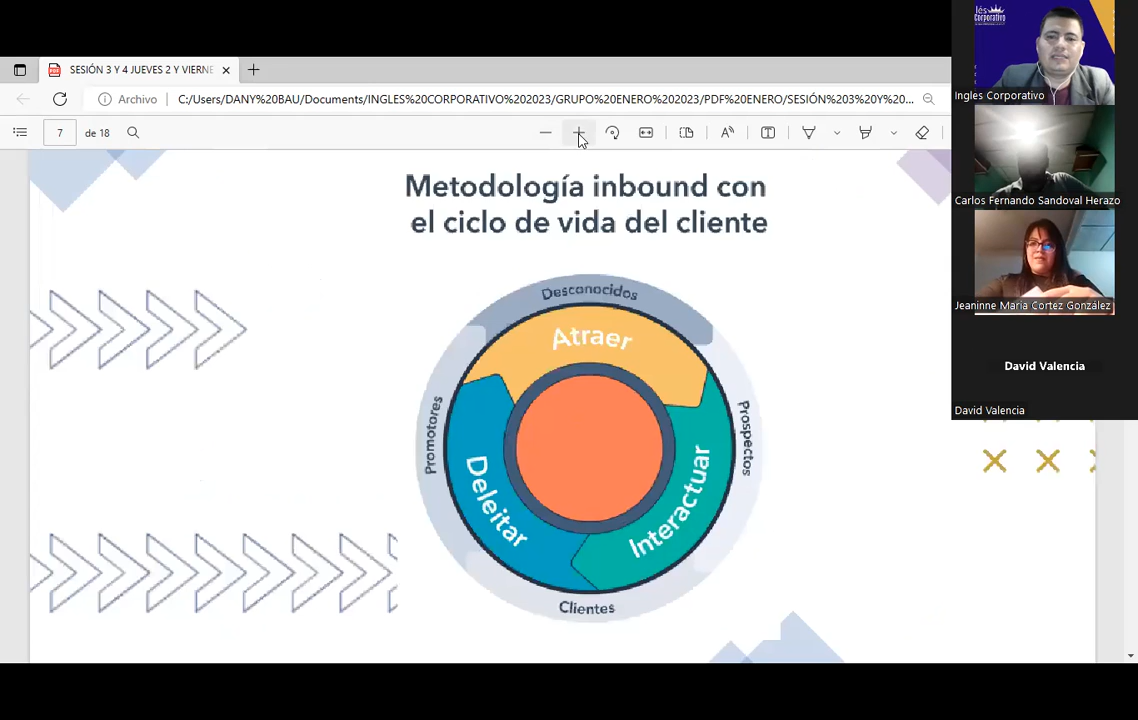 SESIÓN 3 Y 4 JUEVES 2 Y VIERNE
Archivo
C:/Users/DANY%20BAU/Documents/INGLES%20CORPORATIVO%202023/GRUPO%20ENERO%202023/PDF%20ENERO/SESIÓN%203%20Y%20...
7 de 18
Metodología inbound con
el ciclo de vida del cliente
Desconocidos
Atraer
Promotores
Prospectos
Deleitar
Interactuar
Clientes
lés
Corporativo
Ingles Corporativo
Carlos Fernando Sandoval Herazo
Jeaninne Maria Cortez González
David Valencia
David Valencia